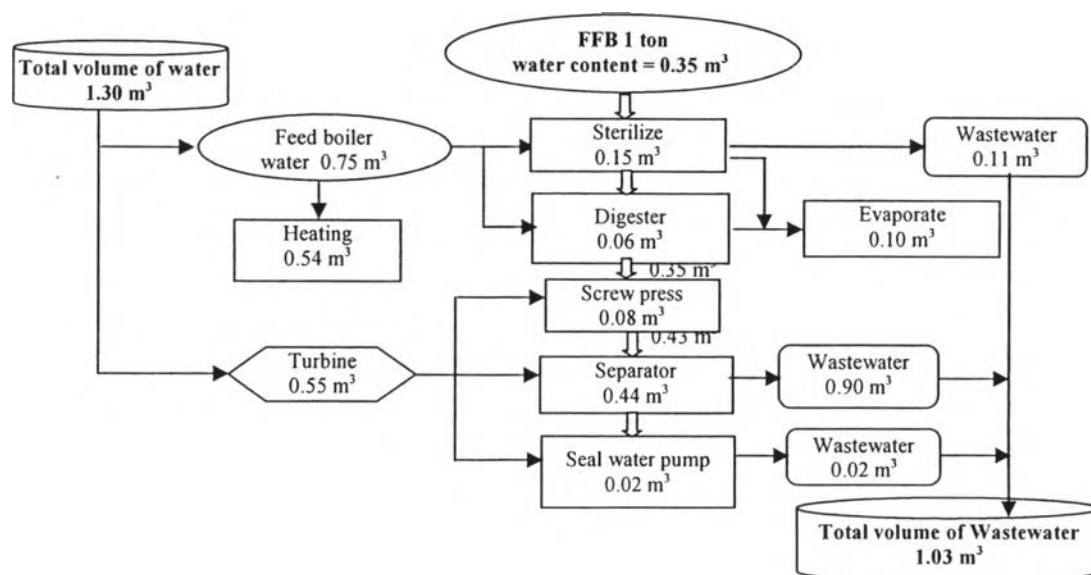 Total volume of water
1.30 m³
FFB 1 ton
water content = 0.35 m³
Feed boiler
water 0.75 m³
Sterilize
0.15 m³
Wastewater
0.11 m³
Heating
0.54 m³
Digester
0.06 m³
Evaporate
0.10 m³
0.35 m³
Screw press
0.08 m³
0.43 m³
Turbine
0.55 m³
Separator
0.44 m³
Wastewater
0.90 m³
Seal water pump
0.02 m³
Wastewater
0.02 m³
Total volume of Wastewater
1.03 m³